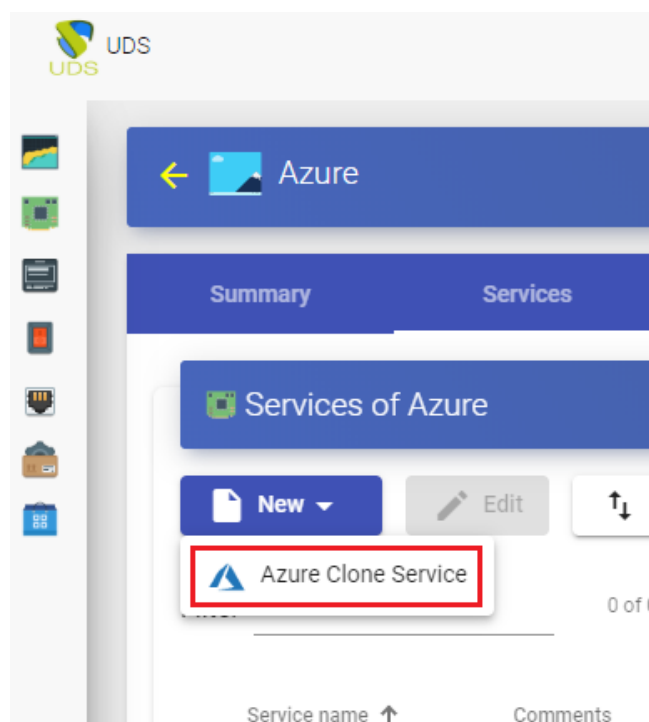 UDS
UDS
Azure
Summary Services
Services of Azure
New Edit
Azure Clone Service
0 of
Service name Comments